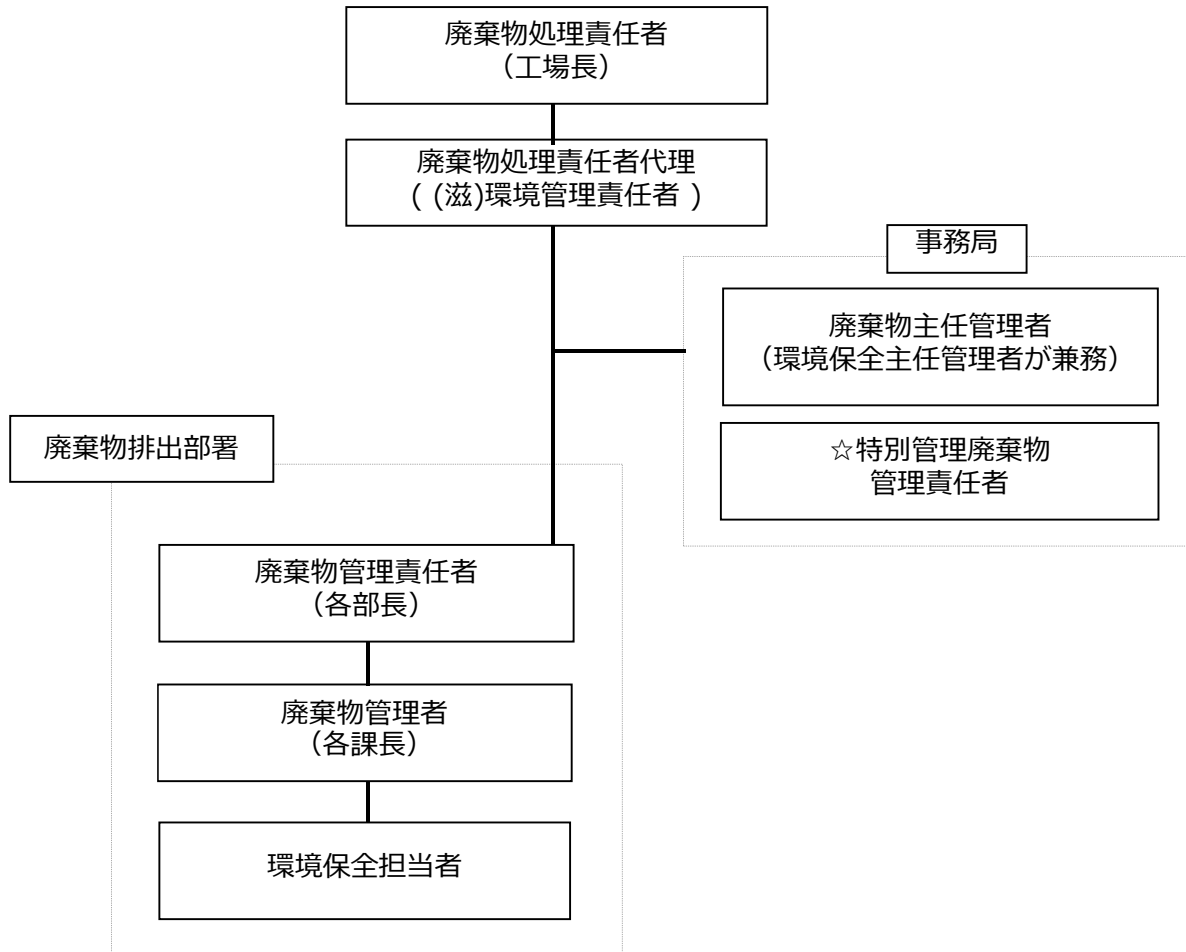 廃棄物処理責任者
（工場長）
廃棄物処理責任者代理
( (滋)環境管理責任者 )
事務局
廃棄物主任管理者
（環境保全主任管理者が兼務）
☆特別管理廃棄物
管理責任者
廃棄物排出部署
廃棄物管理責任者
（各部長）
廃棄物管理者
（各課長）
環境保全担当者